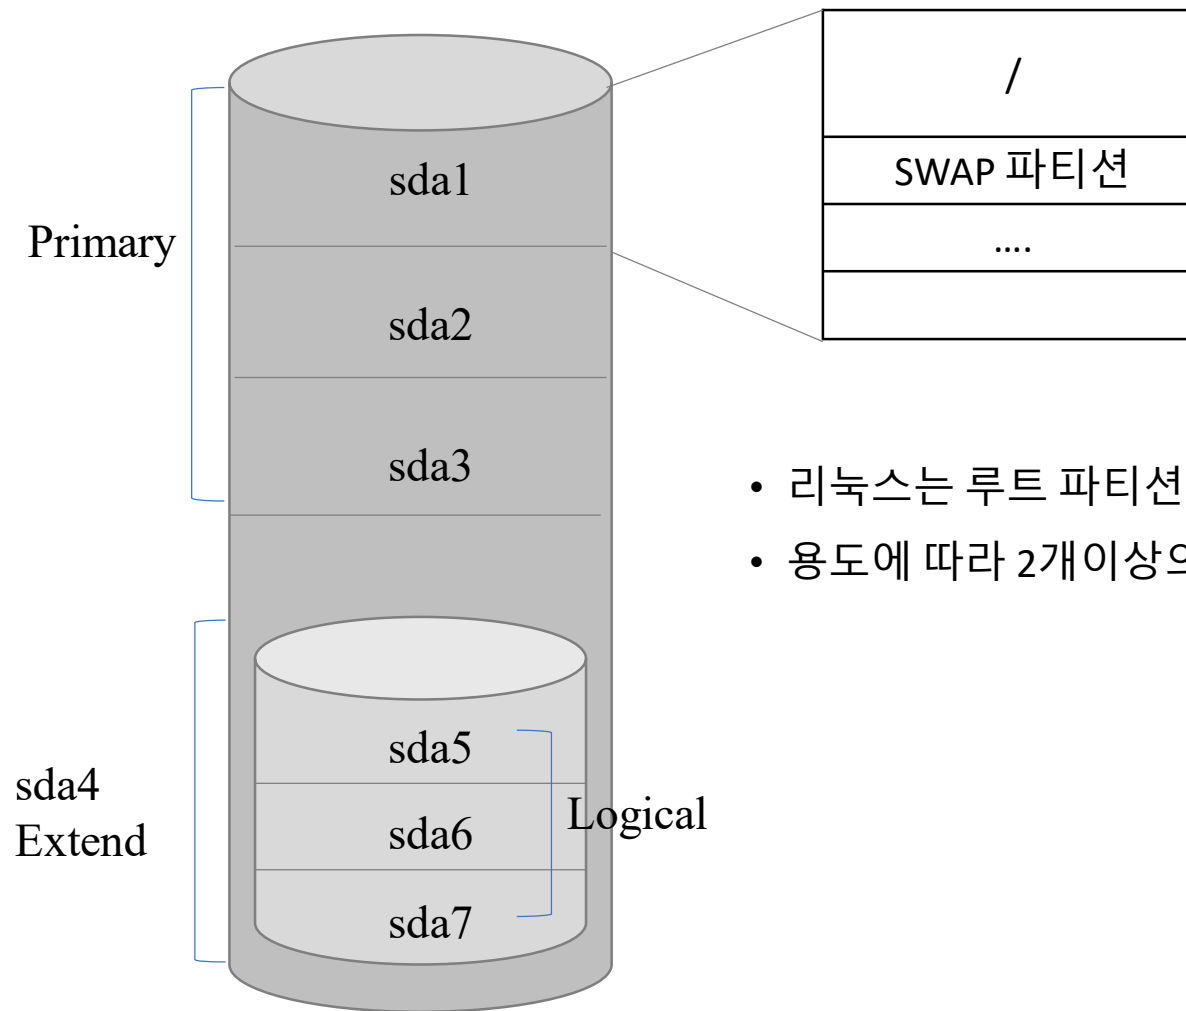 /
SWAP 파티션
....
Primary
sda1
sda2
sda3
• 리눅스는 루트 파티션
• 용도에 따라 2개이상의
sda4
Extend
sda5
sda6
sda7
Logical